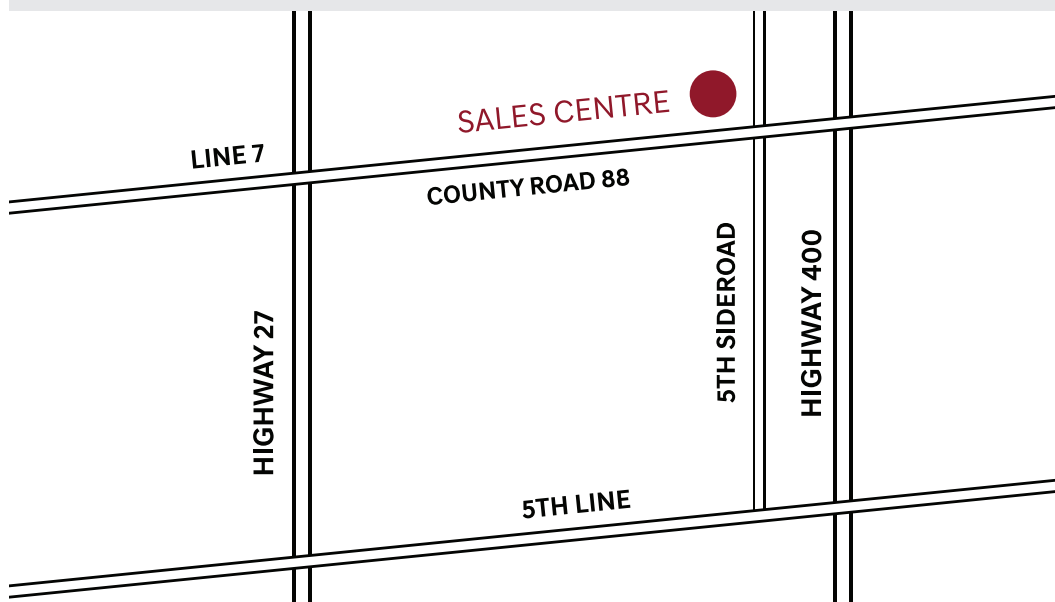 SALES CENTRE
LINE 7
COUNTY ROAD 88
5TH SIDEROAD
HIGHWAY 400
HIGHWAY 27
5TH LINE